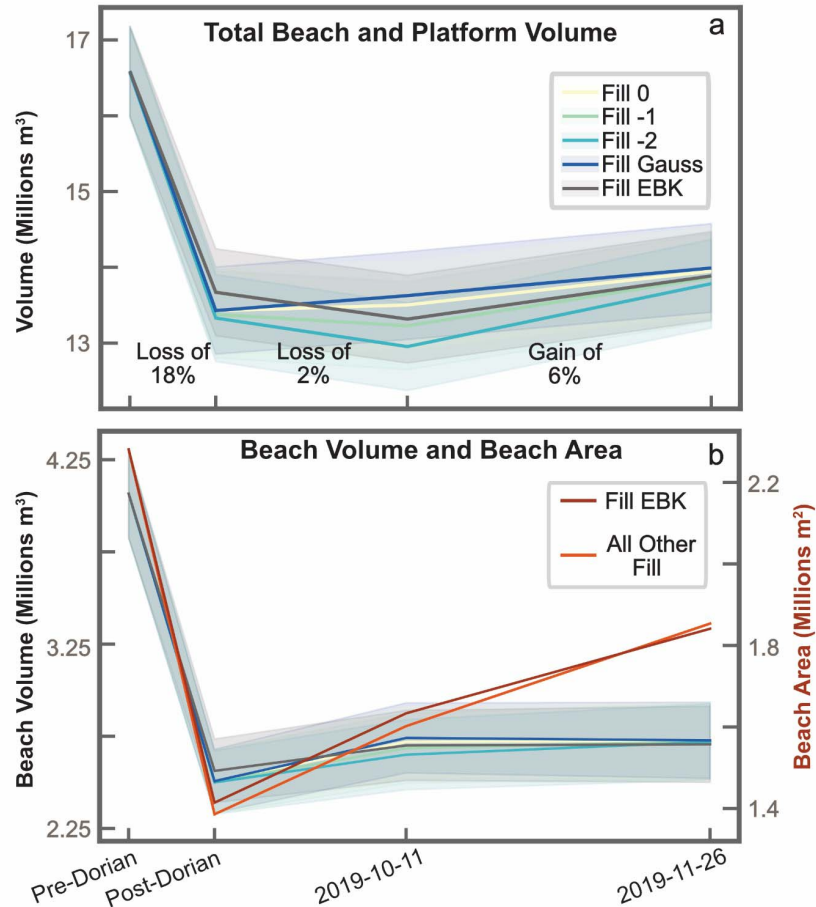 Total Beach and Platform Volume
a
17
15
13
Volume (Millions m³)
Fill 0
Fill -1
Fill -2
Fill Gauss
Fill EBK
Loss of
18%
Loss of
2%
Gain of
6%
Beach Volume and Beach Area
b
4.25
3.25
2.25
Beach Volume (Millions m³)
Fill EBK
All Other
Fill
2.2
1.8
1.4
Beach Area (Millions m²)
Pre-Dorian
Post-Dorian
2019-10-11
2019-11-26